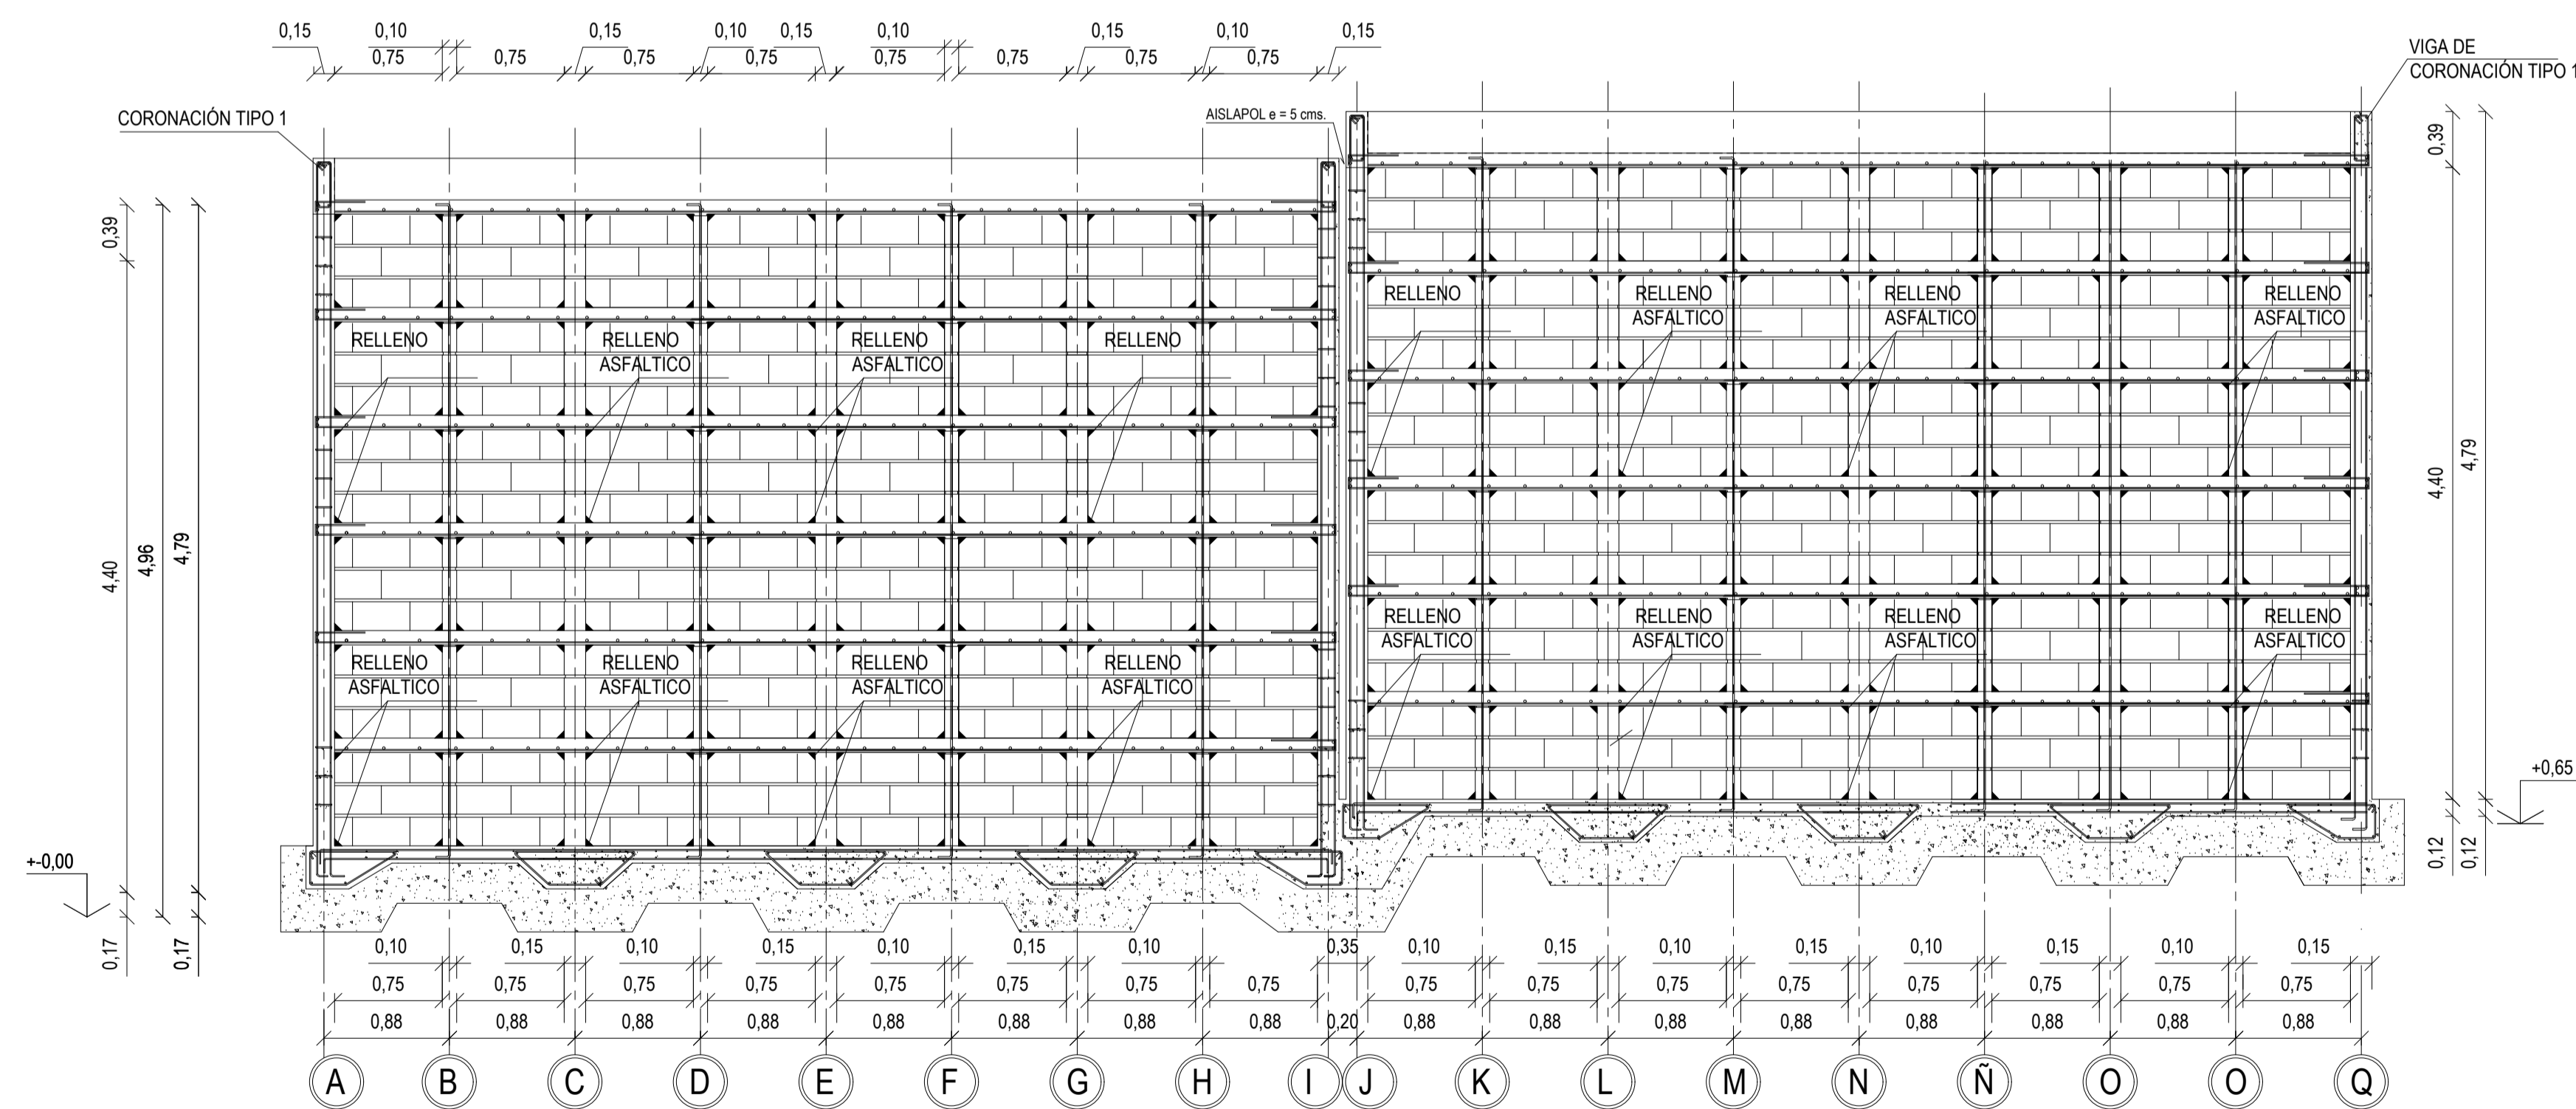 0,15 0,10 0,15 0,10 0,15 0,10 0,15 0,10 0,15
0,75 0,75 0,75 0,75 0,75 0,75 0,75 0,75
VIGA DE
CORONACIÓN TIPO 1
CORONACIÓN TIPO 1
AISLAPOL e = 5 cms.
0,39
0,39
RELLENO
RELLENO
ASFALTICO
RELLENO
ASFALTICO
RELLENO
ASFALTICO
RELLENO
RELLENO
ASFALTICO
RELLENO
ASFALTICO
RELLENO
4,40
4,96
4,79
4,40
4,79
RELLENO
ASFALTICO
RELLENO
ASFALTICO
RELLENO
ASFALTICO
RELLENO
ASFALTICO
RELLENO
ASFALTICO
RELLENO
ASFALTICO
RELLENO
ASFALTICO
RELLENO
ASFALTICO
+0,65
0,12
0,12
+-0,00
0,17
0,17
0,10 0,15 0,10 0,15 0,10 0,15 0,10 0,35 0,10 0,15 0,10 0,15 0,10 0,15 0,10 0,15
0,75 0,75 0,75 0,75 0,75 0,75 0,75 0,75 0,75 0,75 0,75 0,75 0,75 0,75 0,75 0,75
0,88 0,88 0,88 0,88 0,88 0,88 0,88 0,88 0,20 0,88 0,88 0,88 0,88 0,88 0,88 0,88 0,88
A B C D E F G H I J K L M N Ñ O O Q